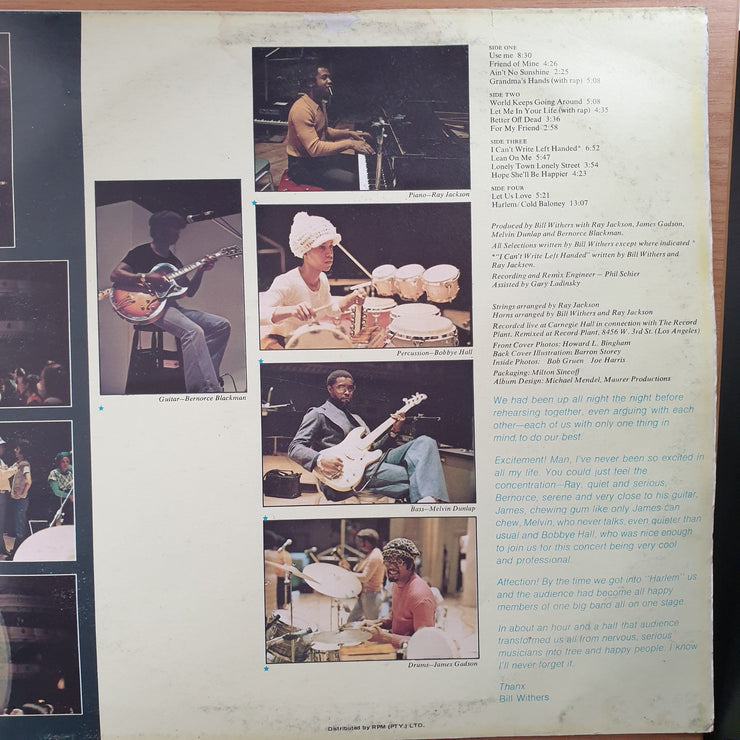 SIDE ONE
Use me 8:30
Friend of Mine 4:26
Ain't No Sunshine 2:25
Grandma's Hands (with rap) 5:08
SIDE TWO
World Keeps Going Around 5:08
Let Me In Your Life (with rap) 4:35
Better Off Dead 3:36
For My Friend 2:58
SIDE THREE
I Can't Write Left Handed* 6:52
Lean On Me 5:47
Lonely Town Lonely Street 3:54
Hope She'll Be Happier 4:23
SIDE FOUR
Let Us Love 5:21
Harlem/Cold Baloney 13:07
Produced by Bill Withers with Ray Jackson, James Gadson,
Melvin Dunlap and Bernorce Blackman.
All Selections written by Bill Withers except where indicated *
*"I Can't Write Left Handed" written by Bill Withers and
Ray Jackson.
Recording and Remix Engineer — Phil Schier
Assisted by Gary Ladinsky
Strings arranged by Ray Jackson
Horns arranged by Bill Withers and Ray Jackson
Recorded live at Carnegie Hall in connection with The Record
Plant. Remixed at Record Plant, 8456 W. 3rd St. (Los Angeles)
Front Cover Photos: Howard L. Bingham
Back Cover Illustration: Barron Storey
Inside Photos: Bob Gruen Joe Harris
Packaging: Milton Sincoff
Album Design: Michael Mendel, Maurer Productions
We had been up all night the night before
rehearsing together, even arguing with each
other—each of us with only one thing in
mind, to do our best.
Excitement! Man, I've never been so excited in
all my life. You could just feel the
concentration—Ray, quiet and serious,
Bernorce, serene and very close to his guitar,
James, chewing gum like only James can
chew, Melvin, who never talks, even quieter than
usual and Bobbye Hall, who was nice enough
to join us for this concert being very cool
and professional.
Affection! By the time we got into "Harlem" us
and the audience had become all happy
members of one big band all on one stage.
In about an hour and a half that audience
transformed us all from nervous, serious
musicians into free and happy people. I know
I'll never forget it.
Thanx
Bill Withers
Piano—Ray Jackson
Percussion—Bobbye Hall
Guitar—Bernorce Blackman
Bass—Melvin Dunlap
Drums—James Gadson
Distributed by RPM (PTY.) LTD.